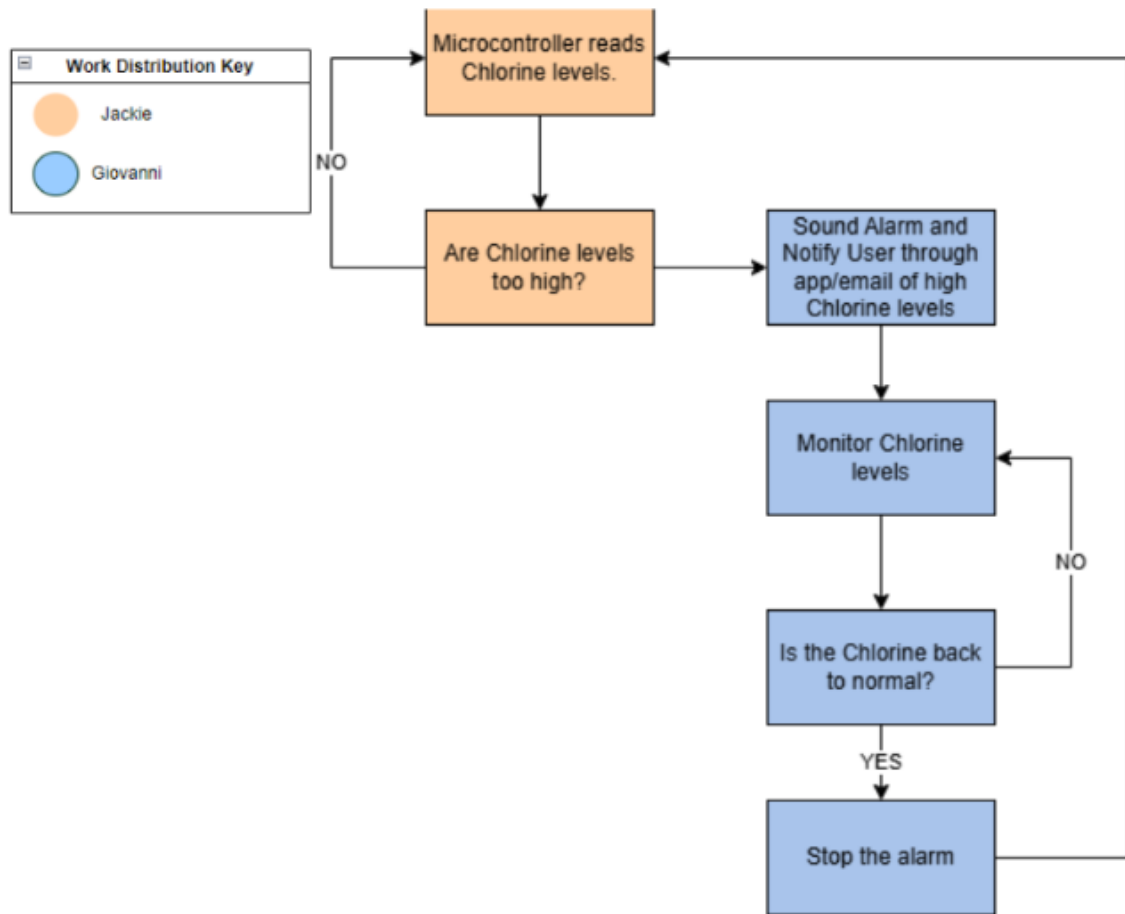 Work Distribution Key
Jackie
Giovanni
Microcontroller reads
Chlorine levels.
NO
Are Chlorine levels
too high?
Sound Alarm and
Notify User through
app/email of high
Chlorine levels
Monitor Chlorine
levels
NO
Is the Chlorine back
to normal?
YES
Stop the alarm